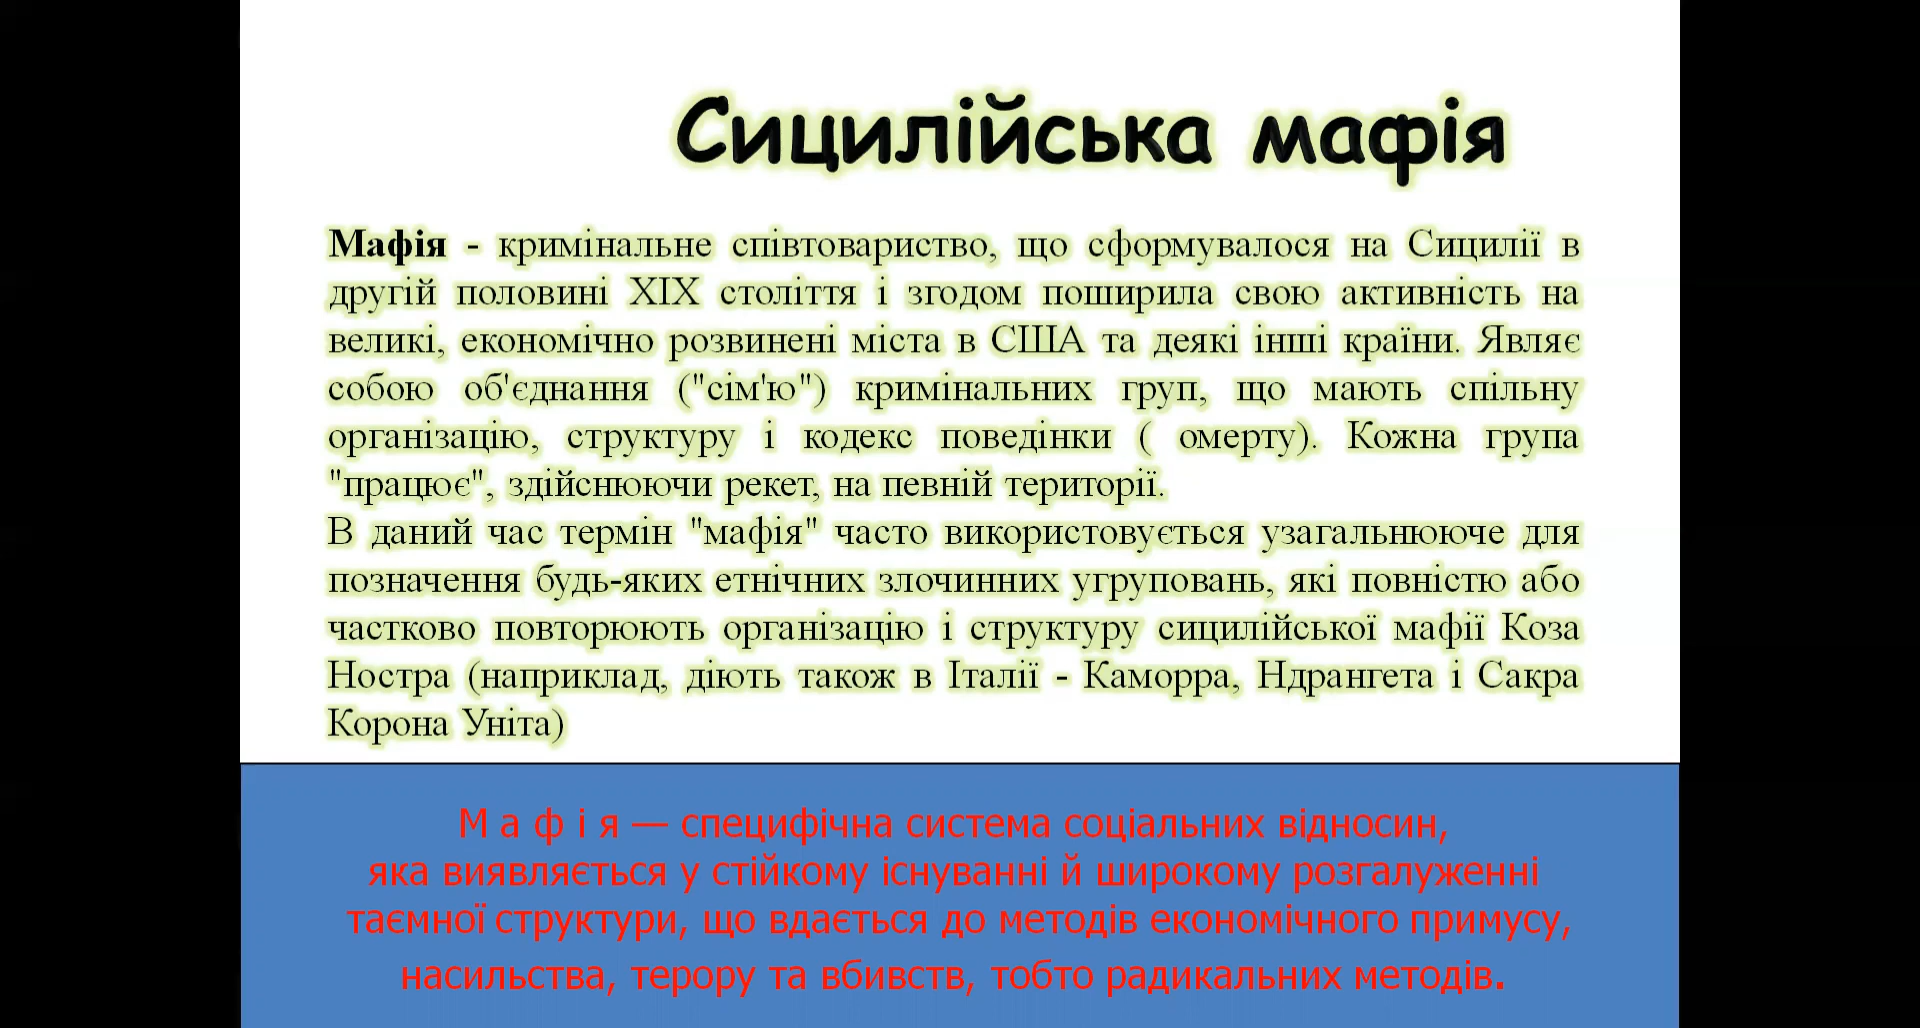 Сицилійська мафія
Мафія - кримінальне співтовариство, що сформувалося на Сицилії в
другій половині XIX століття і згодом поширила свою активність на
великі, економічно розвинені міста в США та деякі інші країни. Являє
собою об'єднання ("сім'ю") кримінальних груп, що мають спільну
організацію, структуру і кодекс поведінки ( омерту). Кожна група
"працює", здійснюючи рекет, на певній території.
В даний час термін "мафія" часто використовується узагальнююче для
позначення будь-яких етнічних злочинних угруповань, які повністю або
частково повторюють організацію і структуру сицилійської мафії Коза
Ностра (наприклад, діють також в Італії - Каморра, Ндрангета і Сакра
Корона Уніта)
М а ф і я — специфічна система соціальних відносин,
яка виявляється у стійкому існуванні й широкому розгалуженні
таємної структури, що вдається до методів економічного примусу,
насильства, терору та вбивств, тобто радикальних методів.